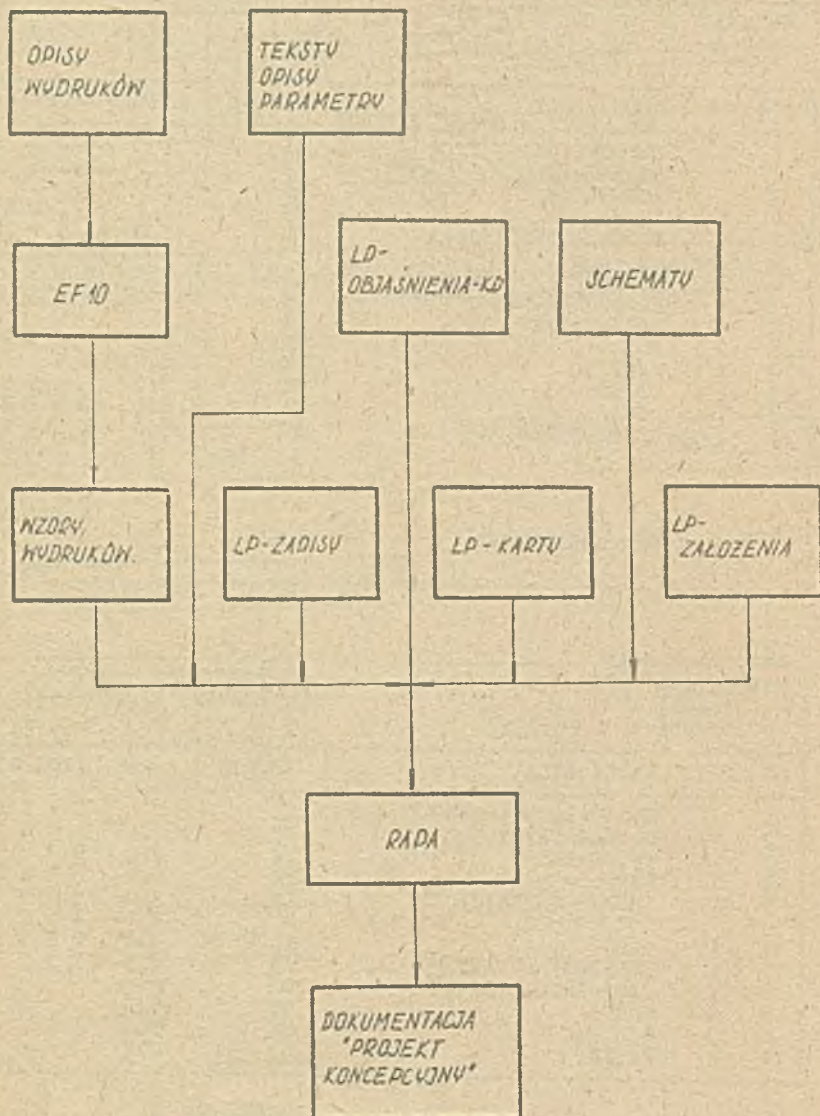 OPISY
WYDRUKÓW
TEKSTY
OPISY
PARAMETRY
EF10
LD-
OBJAŚNIENIA-KD
SCHEMATY
WZORY,
WYDRUKÓW.
LP-ZAPISY
LP-KARTY
LP-
ZAŁOŻENIA
RADA
DOKUMENTACJA
"PROJEKT
KONCEPCYJNY"